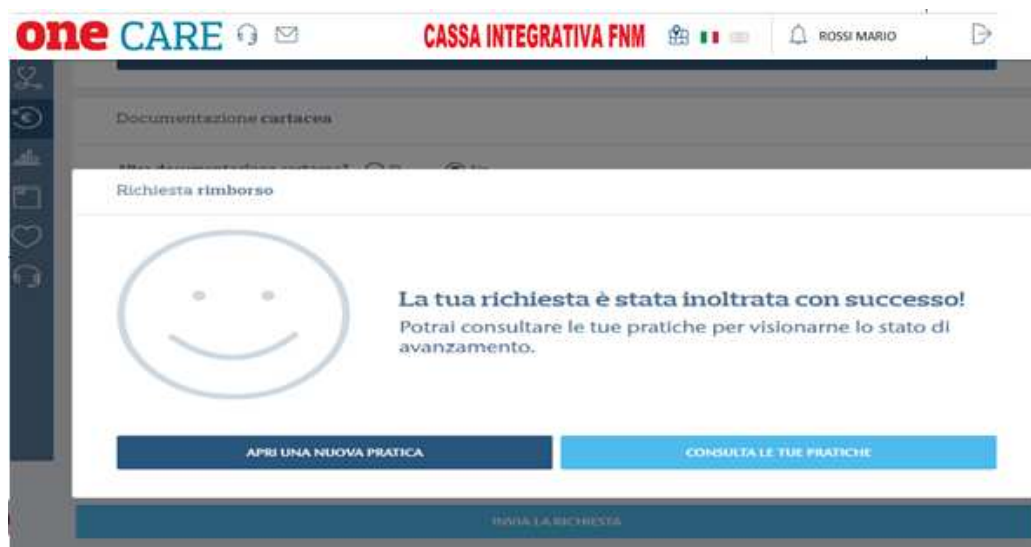 one CARE
CASSA INTEGRATIVA FNM
ROSSI MARIO
Documentazione cartacea
Richiesta rimborso
La tua richiesta è stata inoltrata con successo!
Potrai consultare le tue pratiche per visionarne lo stato di
avanzamento.
APRI UNA NUOVA PRATICA
CONSULTA LE TUE PRATICHE
INVIA LA RICHIESTA